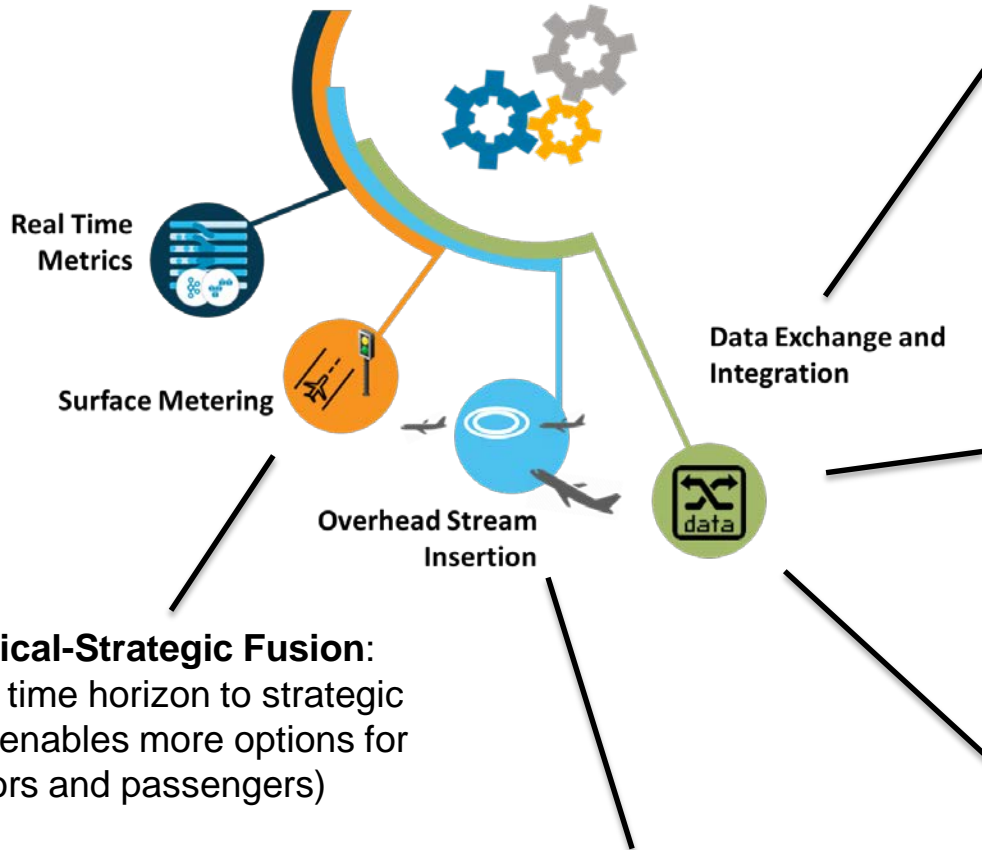 Real Time
Metrics
Surface Metering
Overhead Stream
Insertion
Data Exchange and
Integration
data
ical-Strategic Fusion:
time horizon to strategic
enables more options for
ors and passengers)